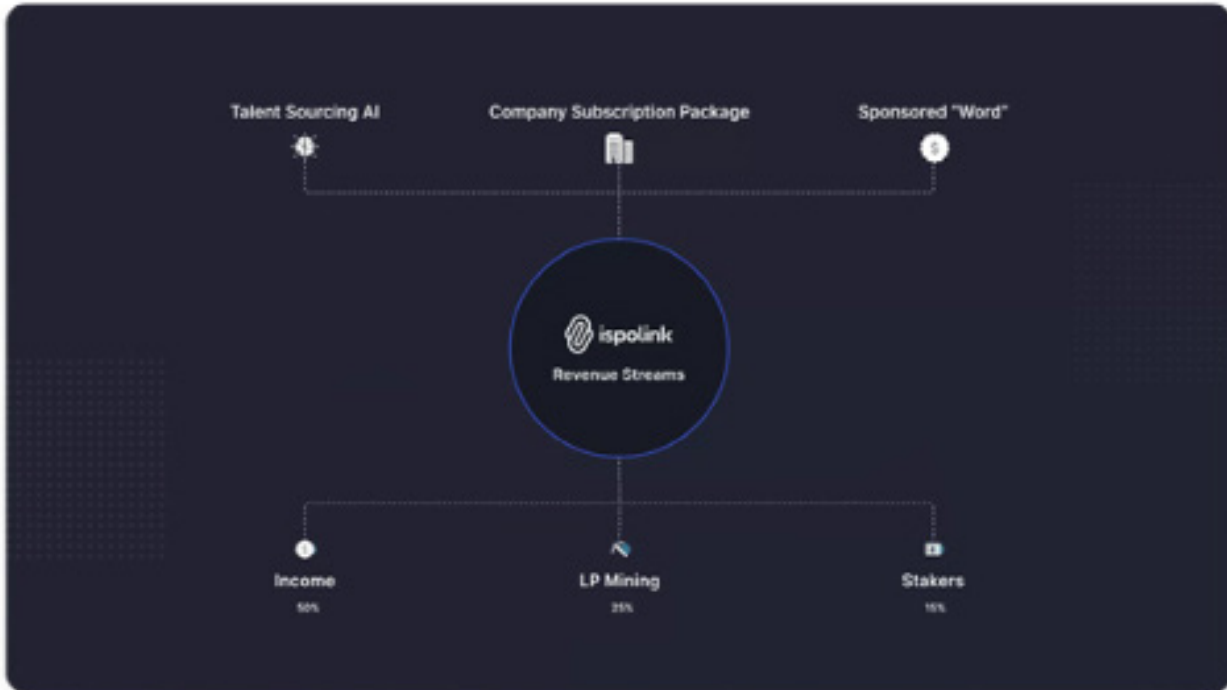 Talent Sourcing AI
Company Subscription Package
Sponsored "Word"
ispolink
Revenue Streams
Income
LP Mining
Stakers
50%
25%
15%